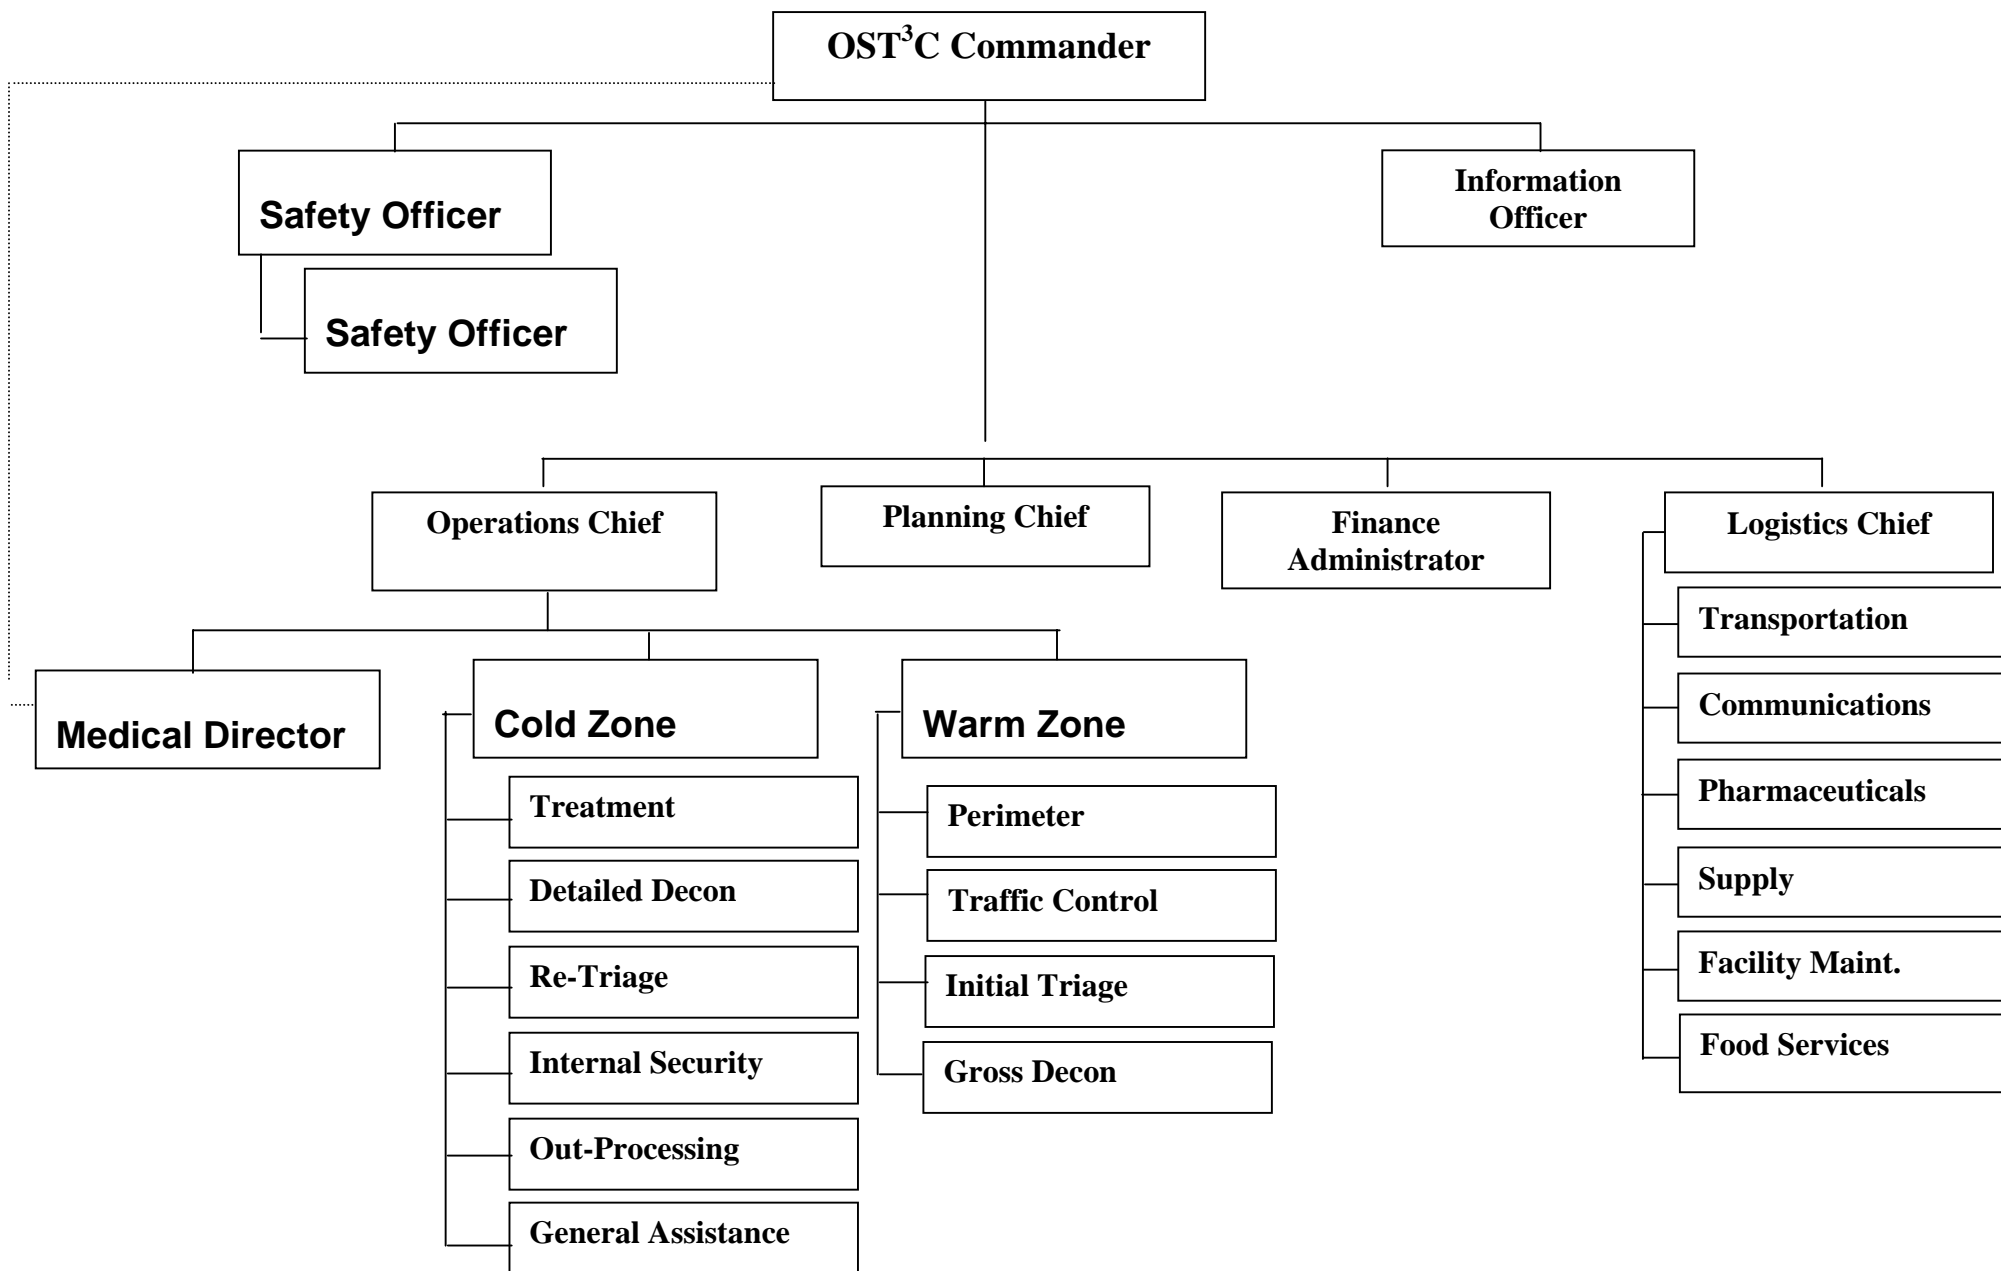 OST³C Commander
Safety Officer
Information
Officer
Safety Officer
Operations Chief
Planning Chief
Finance
Administrator
Logistics Chief
Medical Director
Cold Zone
Treatment
Detailed Decon
Re-Triage
Internal Security
Out-Processing
General Assistance
Warm Zone
Perimeter
Traffic Control
Initial Triage
Gross Decon
Transportation
Communications
Pharmaceuticals
Supply
Facility Maint.
Food Services